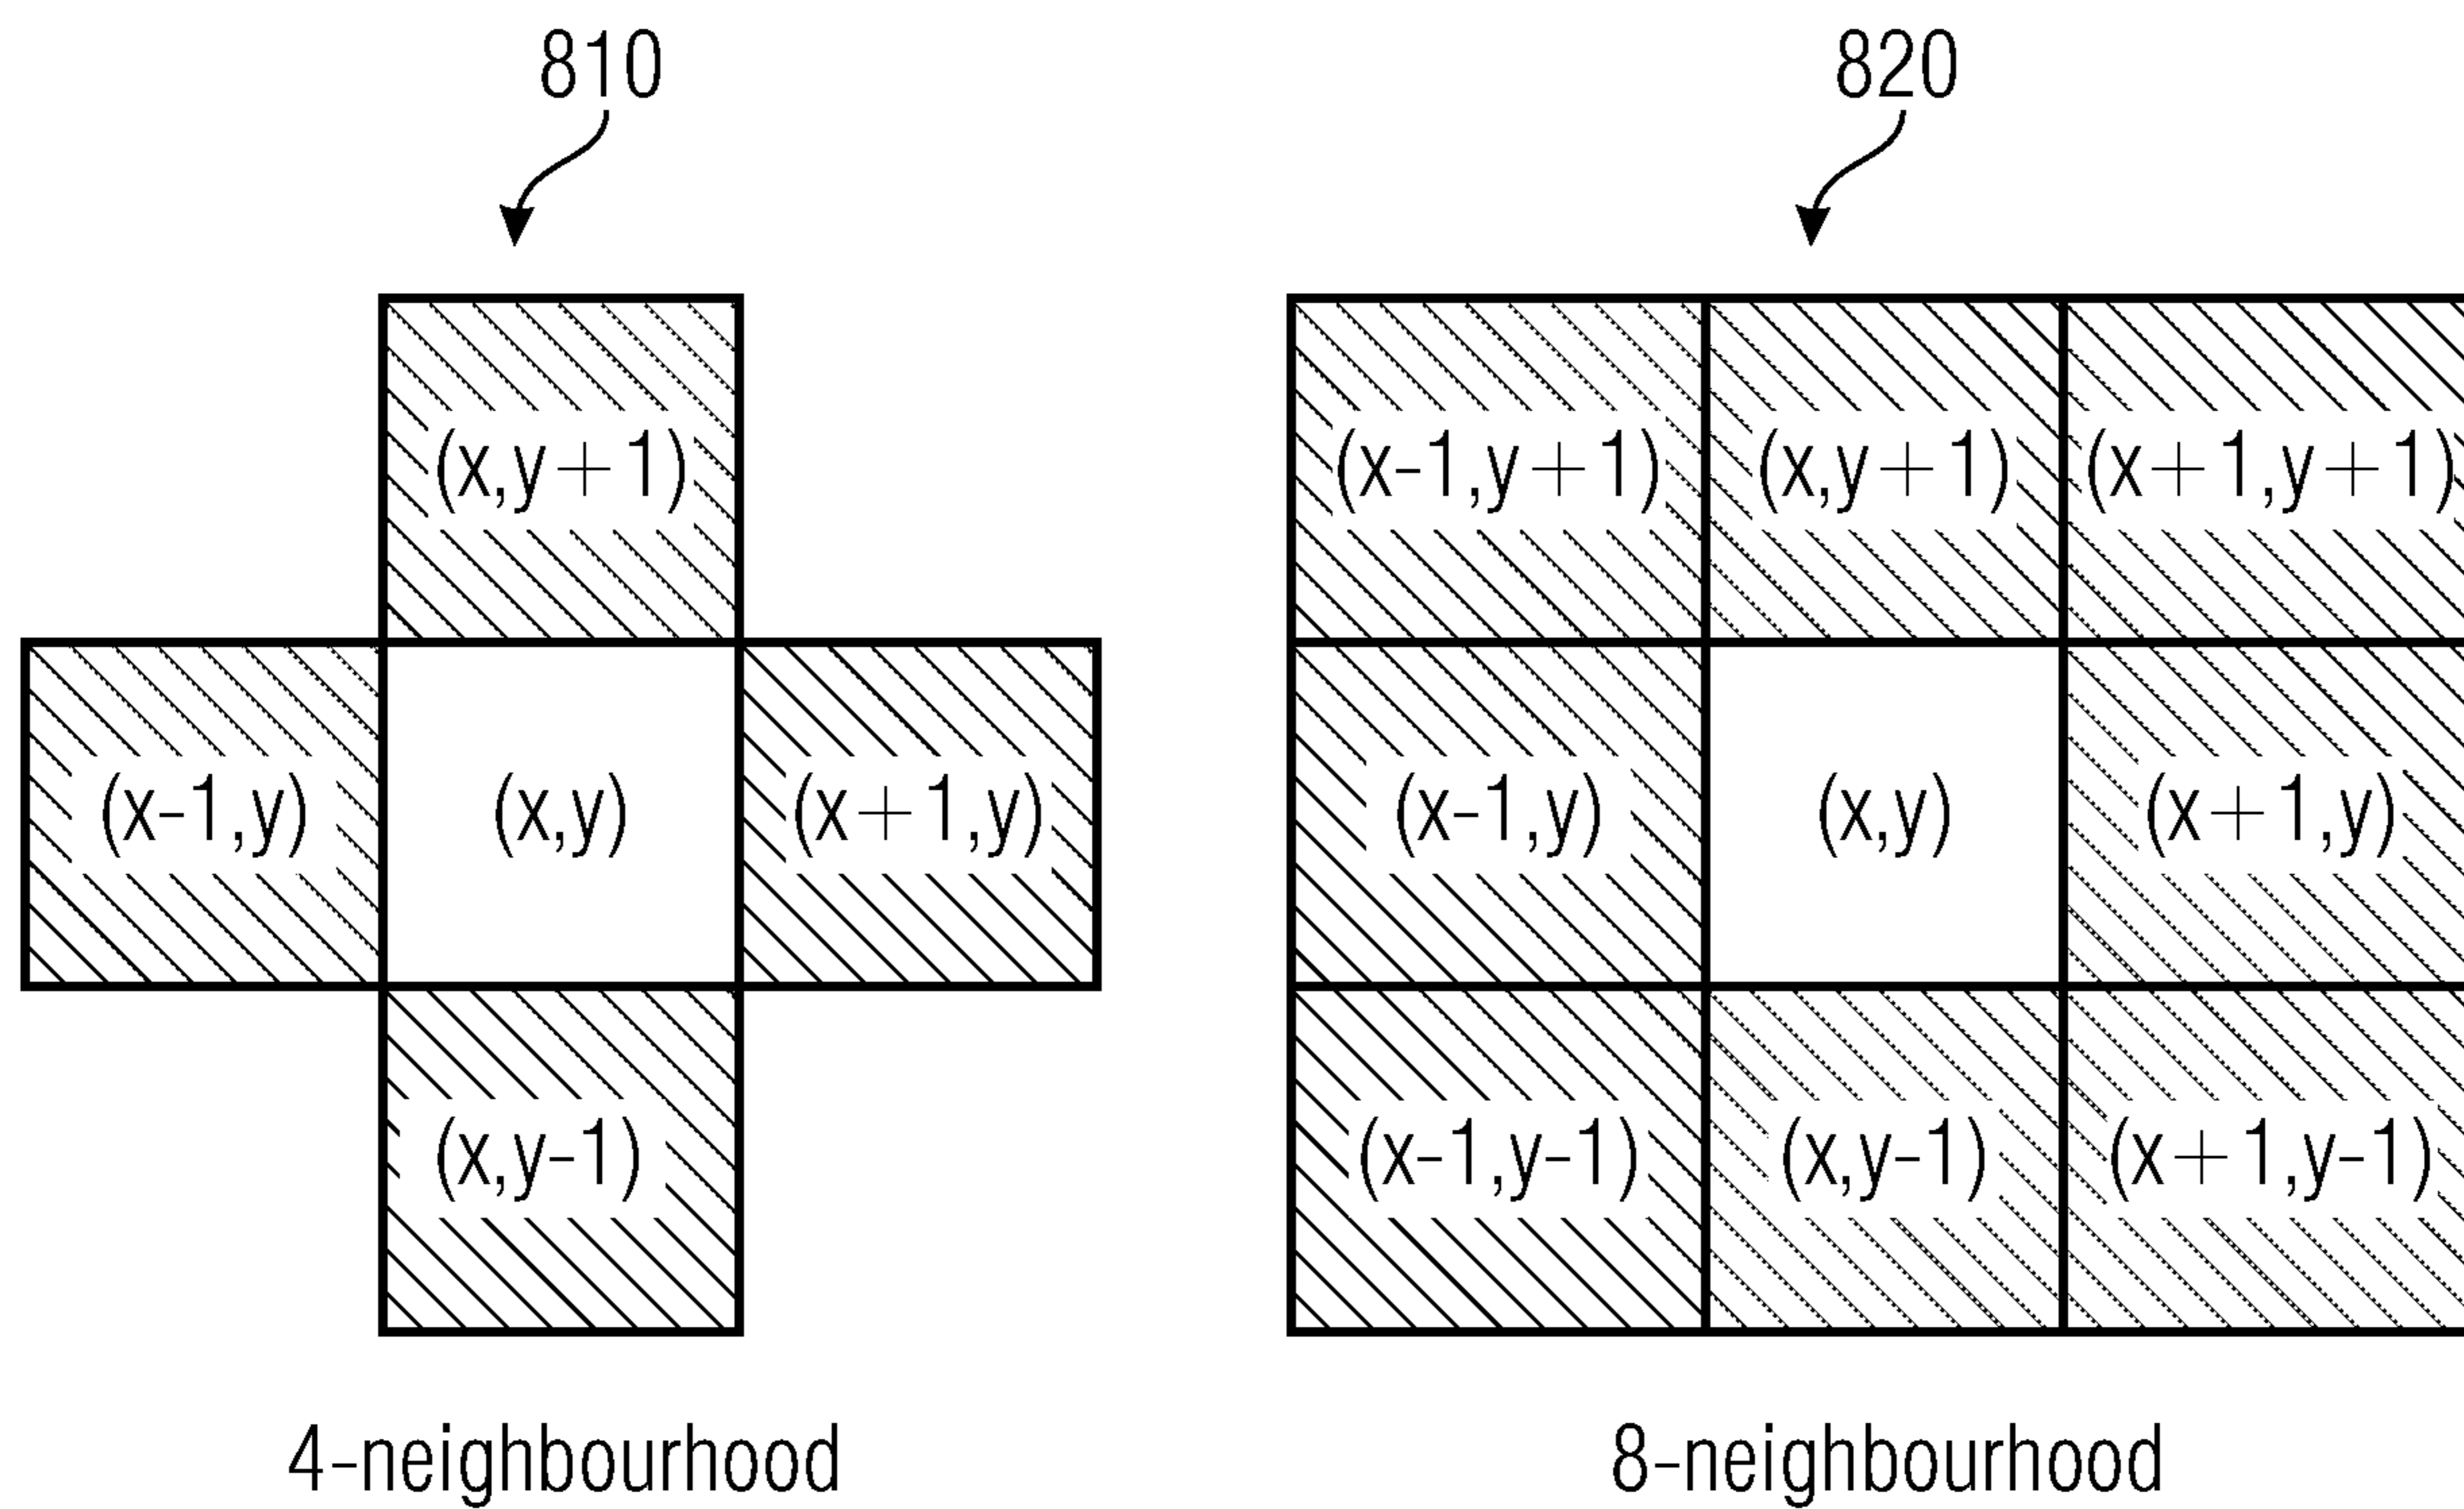 810
(x,y+1)
(x-1,y) (x,y) (x+1,y)
(x,y-1)
4-neighbourhood
820
(x-1,y+1) (x,y+1) (x+1,y+1)
(x-1,y) (x,y) (x+1,y)
(x-1,y-1) (x,y-1) (x+1,y-1)
8-neighbourhood